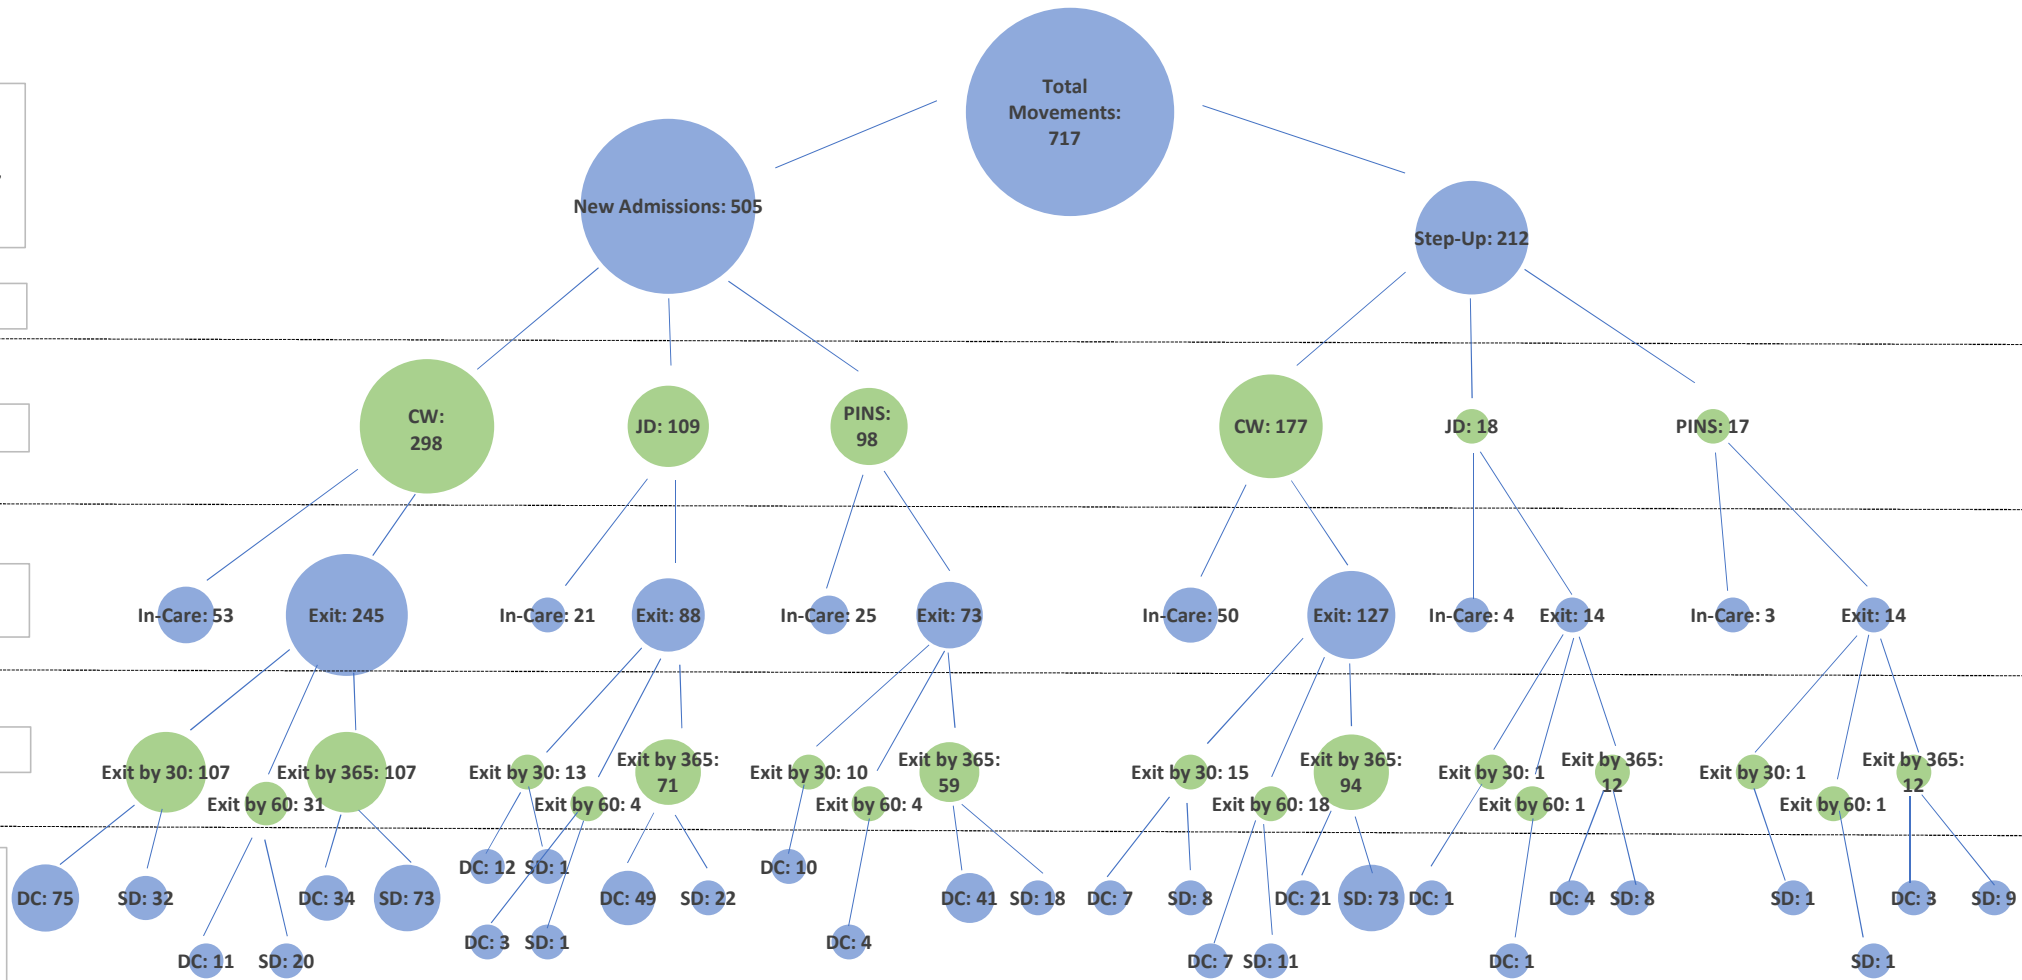 Total
Movements:
717
New Admissions: 505
Step-Up: 212
CW:
298
JD: 109
PINS:
98
CW: 177
JD: 18
PINS: 17
In-Care: 53
Exit: 245
In-Care: 21
Exit: 88
In-Care: 25
Exit: 73
In-Care: 50
Exit: 127
In-Care: 4
Exit: 14
In-Care: 3
Exit: 14
Exit by 30: 107
Exit by 60: 31
Exit by 365: 107
Exit by 30: 13
Exit by 60: 4
Exit by 365:
71
Exit by 30: 10
Exit by 60: 4
Exit by 365:
59
Exit by 30: 15
Exit by 60: 18
Exit by 365:
94
Exit by 30: 1
Exit by 60: 1
Exit by 365:
12
Exit by 30: 1
Exit by 60: 1
Exit by 365:
12
DC: 75
SD: 32
DC: 11
SD: 20
DC: 34
SD: 73
DC: 12
SD: 1
DC: 3
SD: 1
DC: 49
SD: 22
DC: 10
DC: 4
DC: 41
SD: 18
DC: 7
SD: 8
DC: 7
SD: 11
DC: 21
SD: 73
DC: 1
DC: 1
DC: 4
SD: 8
SD: 1
SD: 1
DC: 3
SD: 9